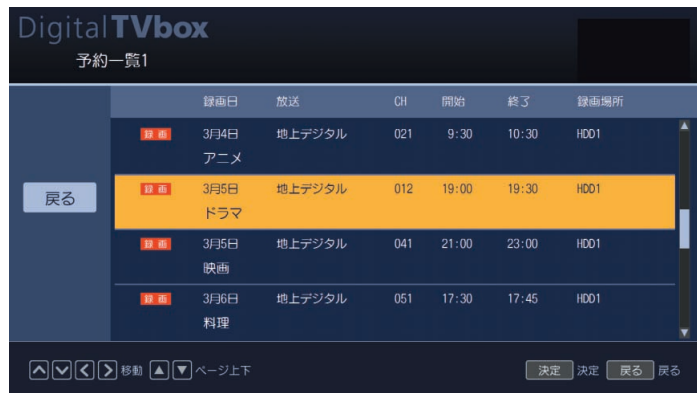 Digital TVbox
予約一覧1
録画日 放送 CH 開始 終了 録画場所
録画 3月4日 地上デジタル 021 9:30 10:30 HDD1
アニメ
戻る
録画 3月5日 地上デジタル 012 19:00 19:30 HDD1
ドラマ
録画 3月5日 地上デジタル 041 21:00 23:00 HDD1
映画
録画 3月6日 地上デジタル 051 17:30 17:45 HDD1
料理
移動 ページ上下 決定 決定 戻る 戻る